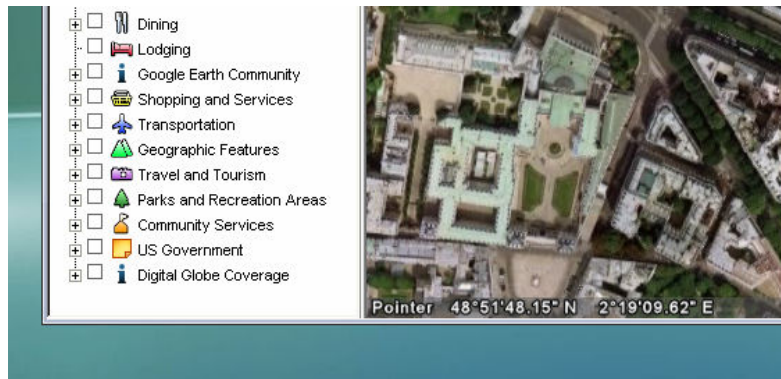 Dining
Lodging
Google Earth Community
Shopping and Services
Transportation
Geographic Features
Travel and Tourism
Parks and Recreation Areas
Community Services
US Government
Digital Globe Coverage
Pointer 48°51'48.15" N 2°19'09.62" E